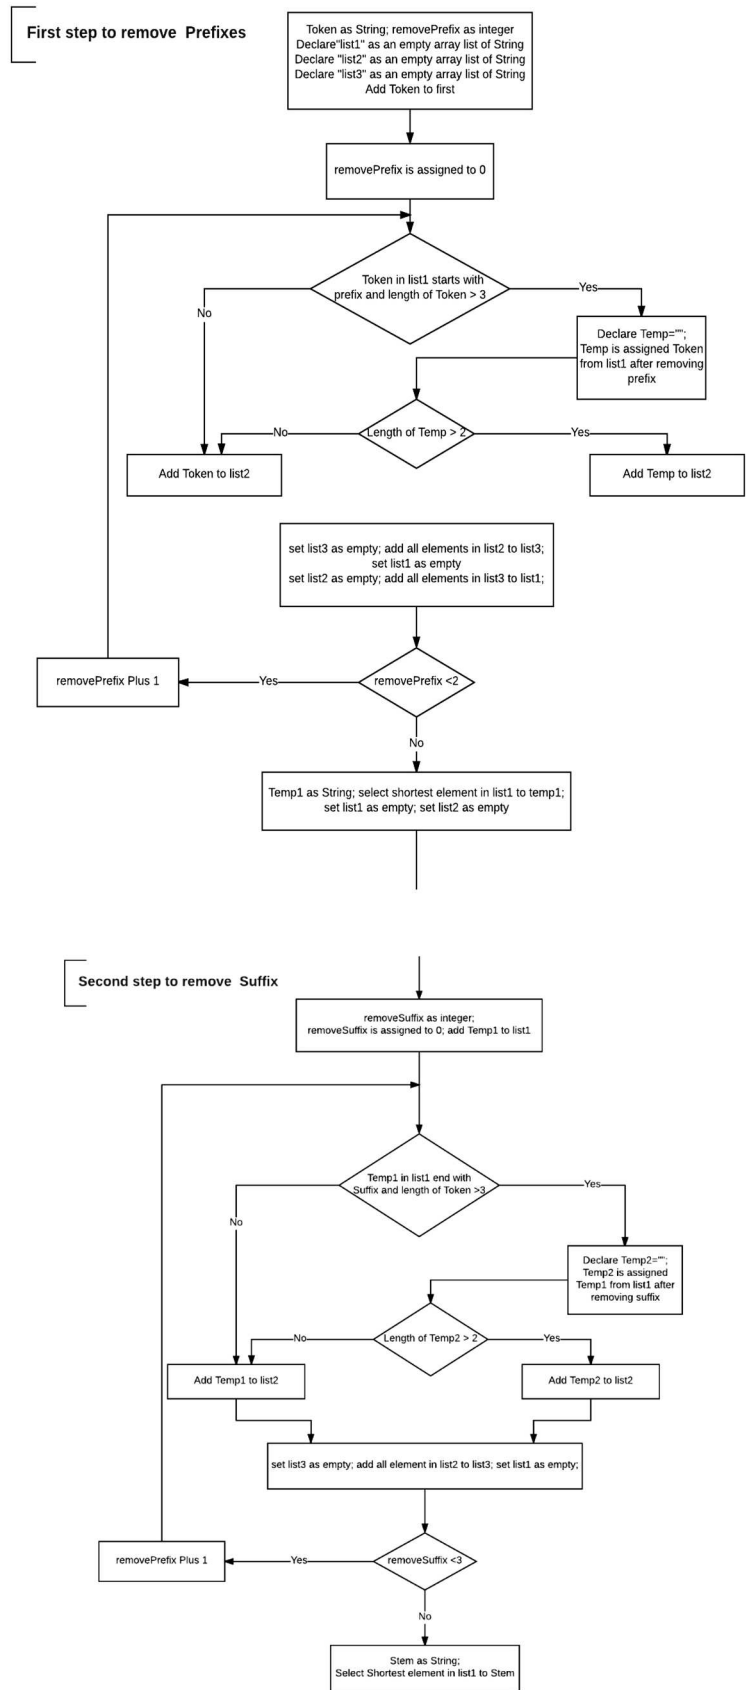 First step to remove  Prefixes
Token as String; removePrefix as integer
Declare"list1" as an empty array list of String
Declare "list2" as an empty array list of String
Declare "list3" as an empty array list of String
Add Token to first
removePrefix is assigned to 0
Token in list1 starts with
prefix and length of Token > 3
Yes
No
Declare Temp="";
Temp is assigned Token
from list1 after removing
prefix
Length of Temp > 2
No
Yes
Add Token to list2
Add Temp to list2
set list3 as empty; add all elements in list2 to list3;
set list1 as empty
set list2 as empty; add all elements in list3 to list1;
removePrefix <2
Yes
removePrefix Plus 1
No
Temp1 as String; select shortest element in list1 to temp1;
set list1 as empty; set list2 as empty
Second step to remove  Suffix
removeSuffix as integer;
removeSuffix is assigned to 0; add Temp1 to list1
Temp1 in list1 end with
Suffix and length of Token >3
Yes
No
Declare Temp2="";
Temp2 is assigned
Temp1 from list1 after
removing suffix
Length of Temp2 > 2
No
Yes
Add Temp1 to list2
Add Temp2 to list2
set list3 as empty; add all element in list2 to list3; set list1 as empty;
removeSuffix <3
Yes
removePrefix Plus 1
No
Stem as String;
Select Shortest element in list1 to Stem